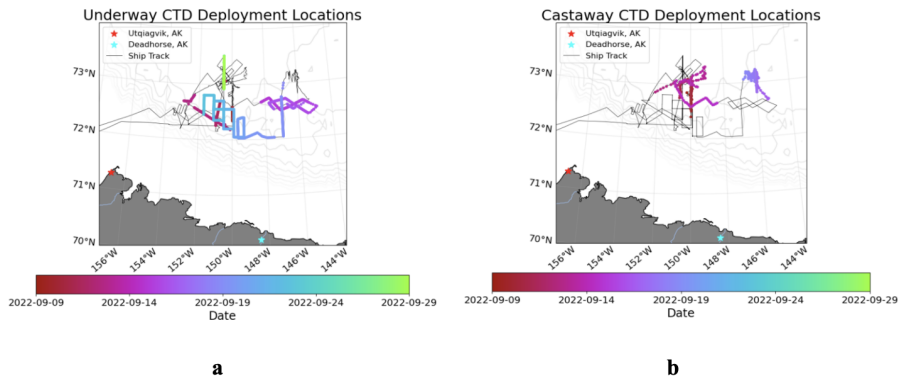 Underway CTD Deployment Locations
Utqiagvik, AK
Deadhorse, AK
Ship Track
73°N
72°N
71°N
70°N
156°W
154°W
152°W
150°W
148°W
146°W
144°W
2022-09-09
2022-09-14
2022-09-19
2022-09-24
2022-09-29
Date
a
Castaway CTD Deployment Locations
Utqiagvik, AK
Deadhorse, AK
Ship Track
73°N
72°N
71°N
70°N
156°W
154°W
152°W
150°W
148°W
146°W
144°W
2022-09-09
2022-09-14
2022-09-19
2022-09-24
2022-09-29
Date
b